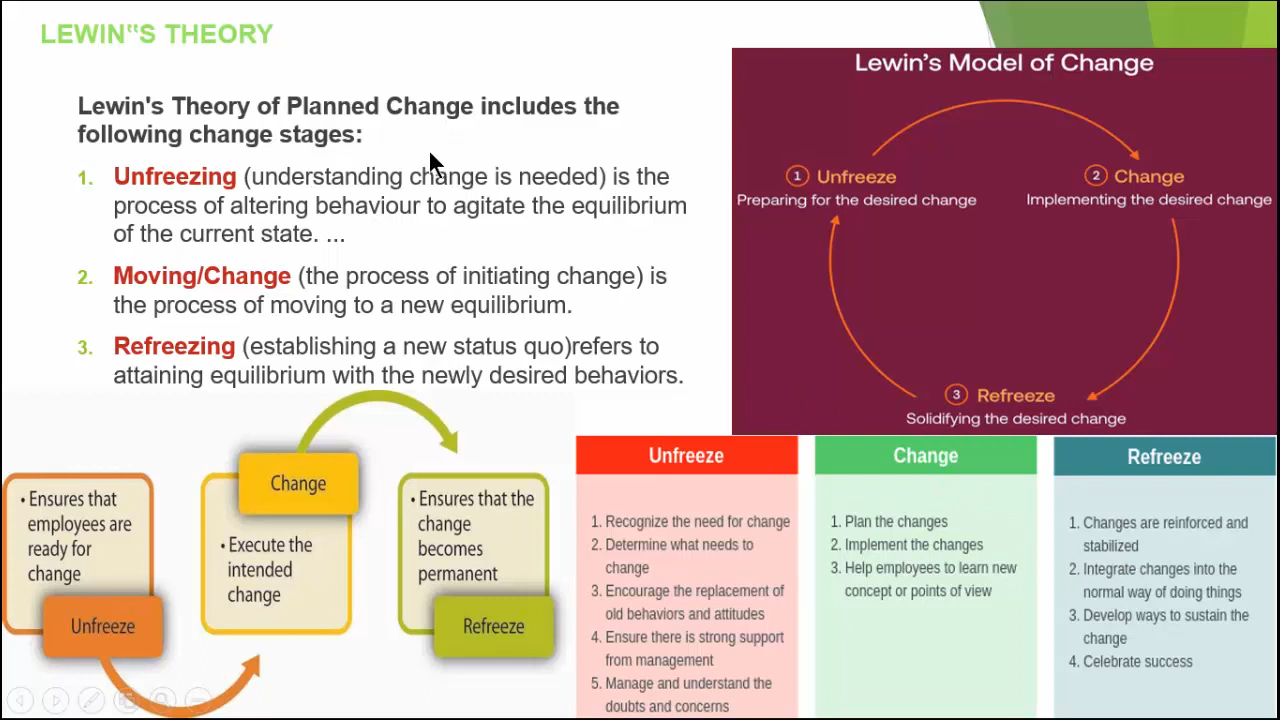 LEWIN‟S THEORY
Lewin's Theory of Planned Change includes the
following change stages:
1. Unfreezing (understanding change is needed) is the
process of altering behaviour to agitate the equilibrium
of the current state. ...
2. Moving/Change (the process of initiating change) is
the process of moving to a new equilibrium.
3. Refreezing (establishing a new status quo)refers to
attaining equilibrium with the newly desired behaviors.
Lewin's Model of Change
1 Unfreeze
Preparing for the desired change
2 Change
Implementing the desired change
3 Refreeze
Solidifying the desired change
• Ensures that
employees are
ready for
change
Unfreeze
Change
• Execute the
intended
change
• Ensures that the
change
becomes
permanent
Refreeze
Unfreeze
1. Recognize the need for change
2. Determine what needs to
change
3. Encourage the replacement of
old behaviors and attitudes
4. Ensure there is strong support
from management
5. Manage and understand the
doubts and concerns
Change
1. Plan the changes
2. Implement the changes
3. Help employees to learn new
concept or points of view
Refreeze
1. Changes are reinforced and
stabilized
2. Integrate changes into the
normal way of doing things
3. Develop ways to sustain the
change
4. Celebrate success